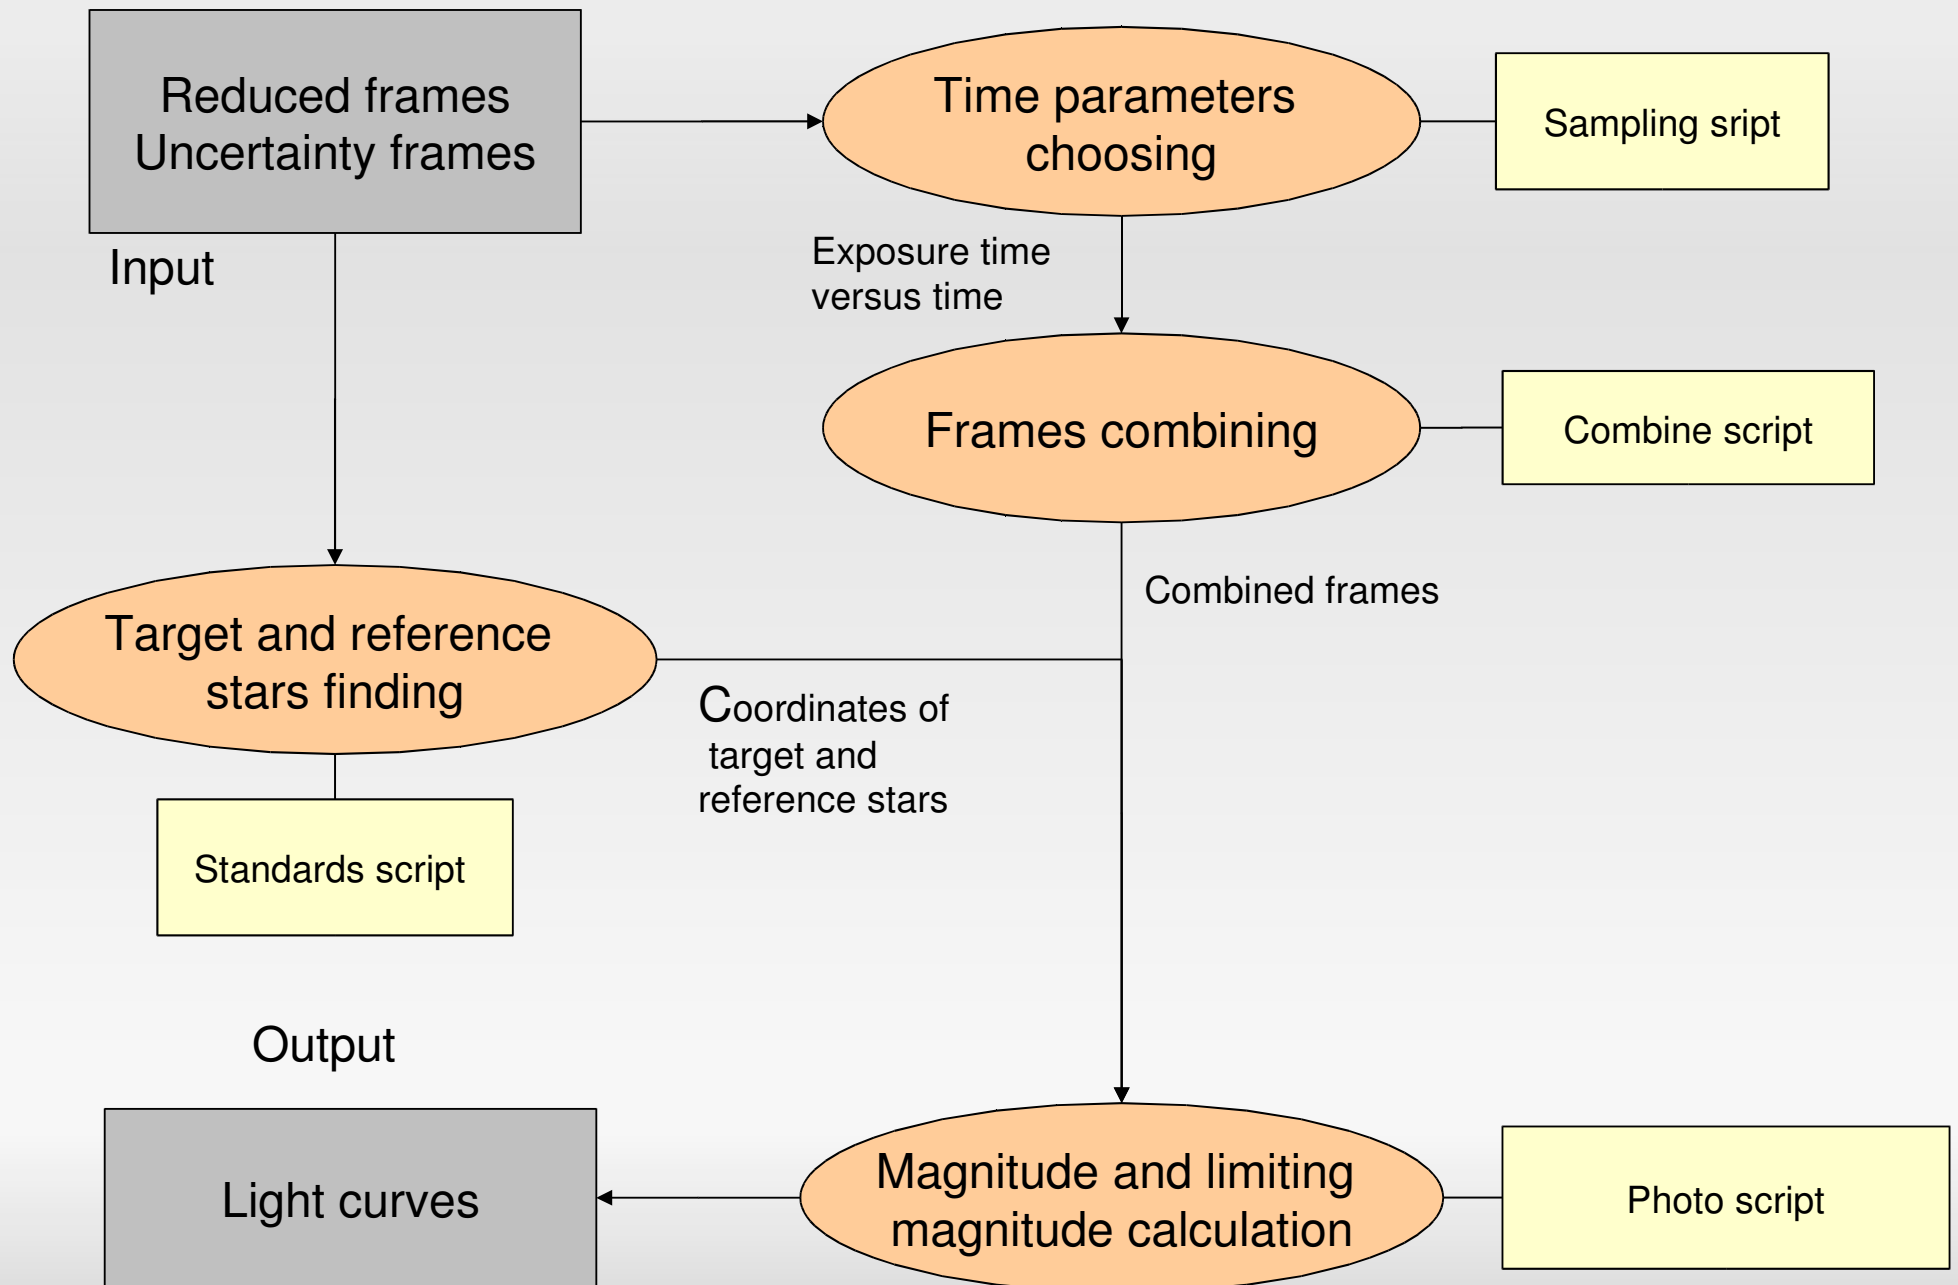 Reduced frames
Uncertainty frames
Input
Time parameters
choosing
Sampling sript
Exposure time
versus time
Frames combining
Combine script
Combined frames
Target and reference
stars finding
Coordinates of
target and
reference stars
Standards script
Output
Light curves
Magnitude and limiting
magnitude calculation
Photo script